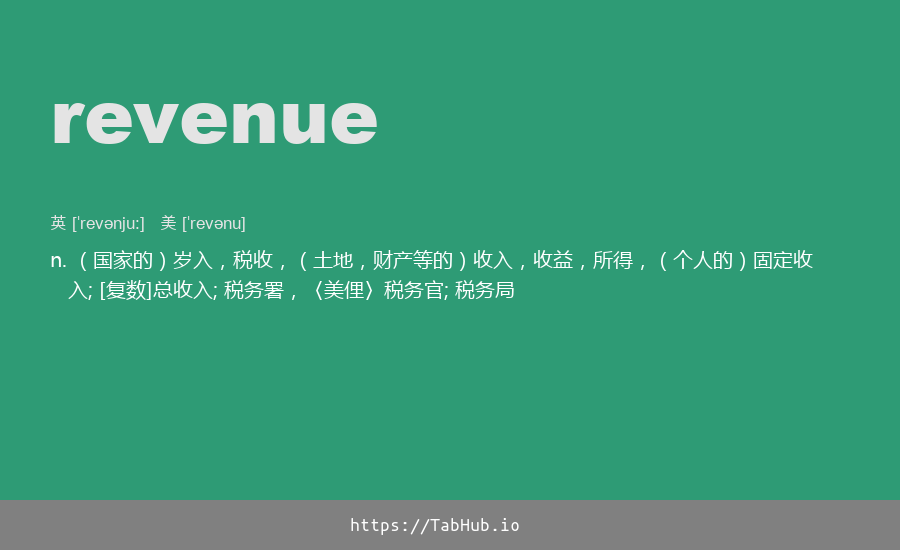 revenue
英 [ˈrevənju:] 美 [ˈrevənu]
n. （国家的）岁入，税收，（土地，财产等的）收入，收益，所得，（个人的）固定收
入; [复数]总收入; 税务署，〈美俚〉税务官; 税务局
https://TabHub.io